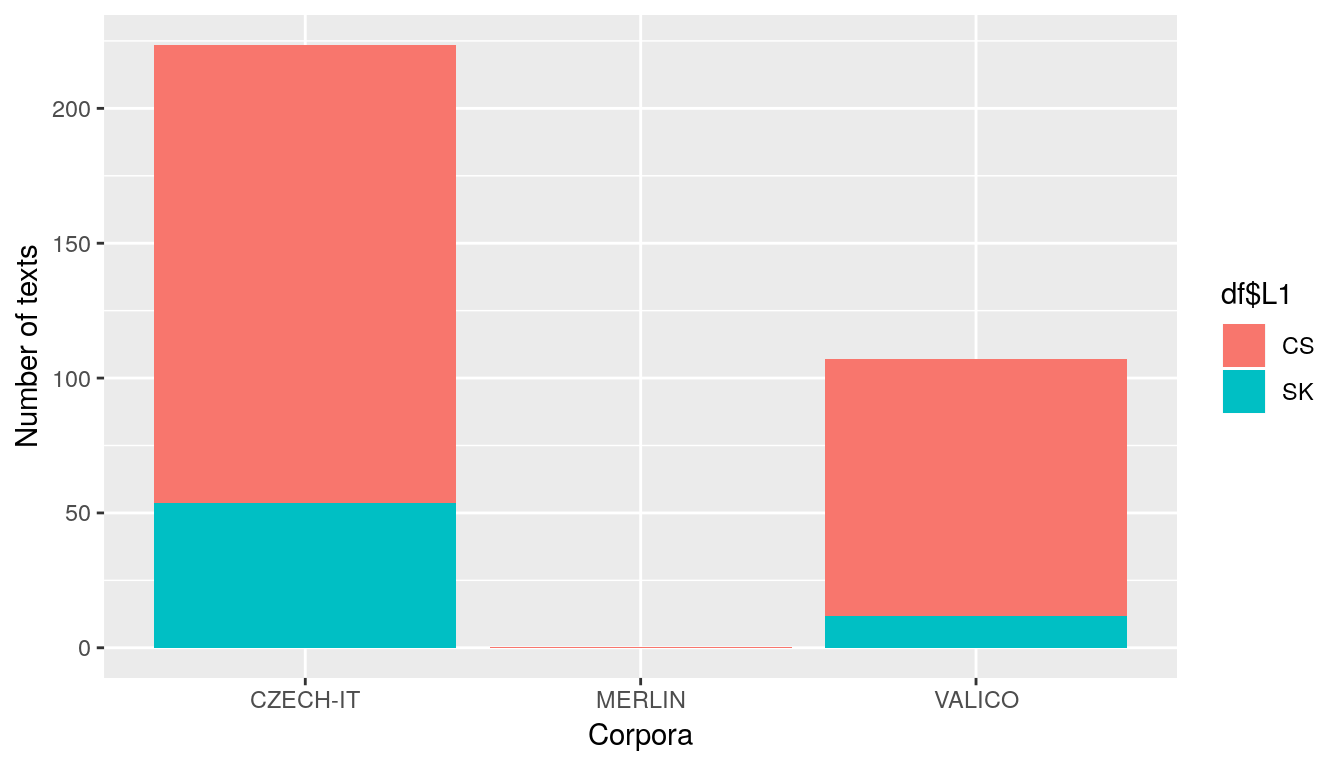 200
150
100
50
0
Number of texts
CZECH-IT
MERLIN
VALICO
Corpora
df$L1
CS
SK